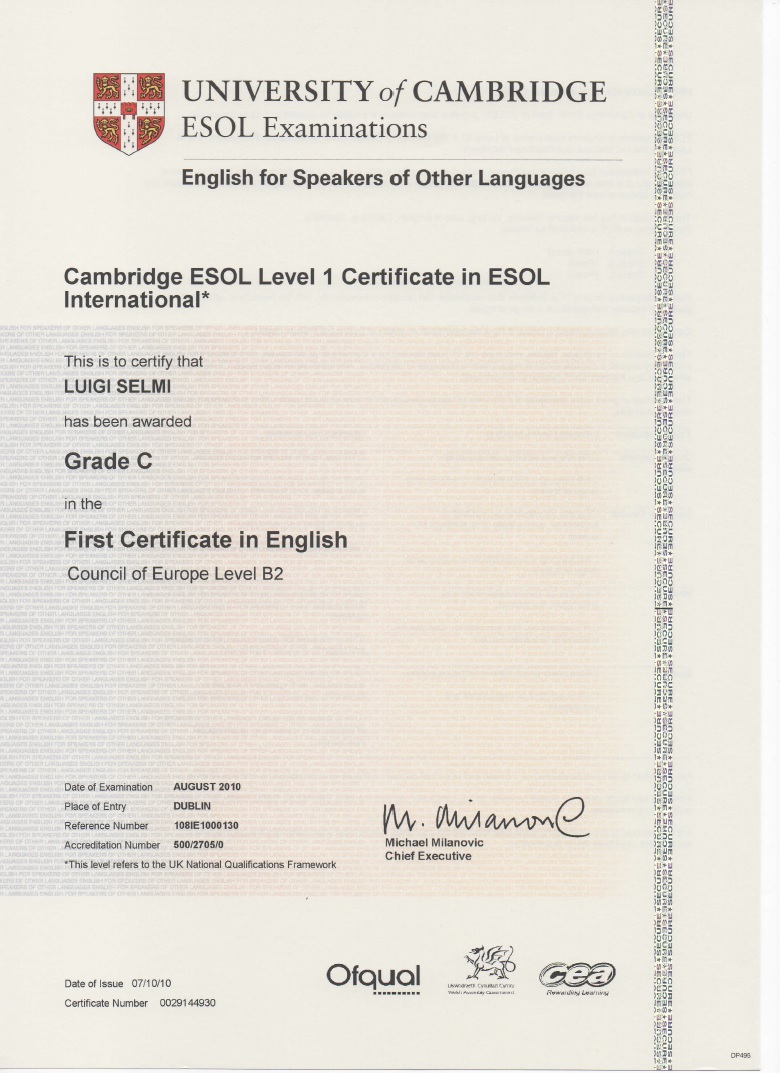 UNIVERSITY of CAMBRIDGE
ESOL Examinations
English for Speakers of Other Languages
Cambridge ESOL Level 1 Certificate in ESOL
International*
This is to certify that
LUIGI SELMI
has been awarded
Grade C
in the
First Certificate in English
Council of Europe Level B2
Date of Examination AUGUST 2010
Place of Entry DUBLIN
Reference Number 108IE1000130
Accreditation Number 500/2705/0
*This level refers to the UK National Qualifications Framework
M. Milanovic
Michael Milanovic
Chief Executive
Date of Issue 07/10/10
Certificate Number 0029144930
Ofqual
Llywodraeth Cynulliad Cymru
Welsh Assembly Government
cea
Rewarding Learning
DP495
SECURE*SECURE*SECURE*SECURE